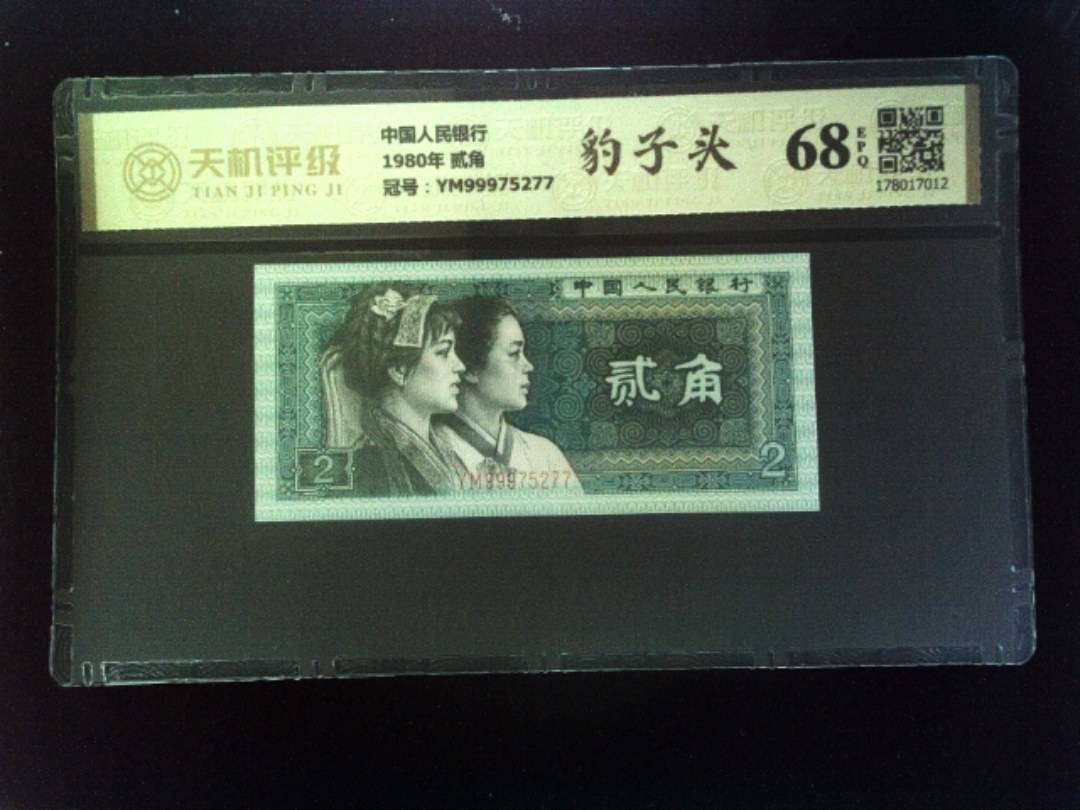 天机评级
TIAN JI PING JI
中国人民银行
1980年 贰角
冠号：YM99975277
豹子头
68
EPQ
178017012
中国人民银行
贰角
2
2
YM99975277